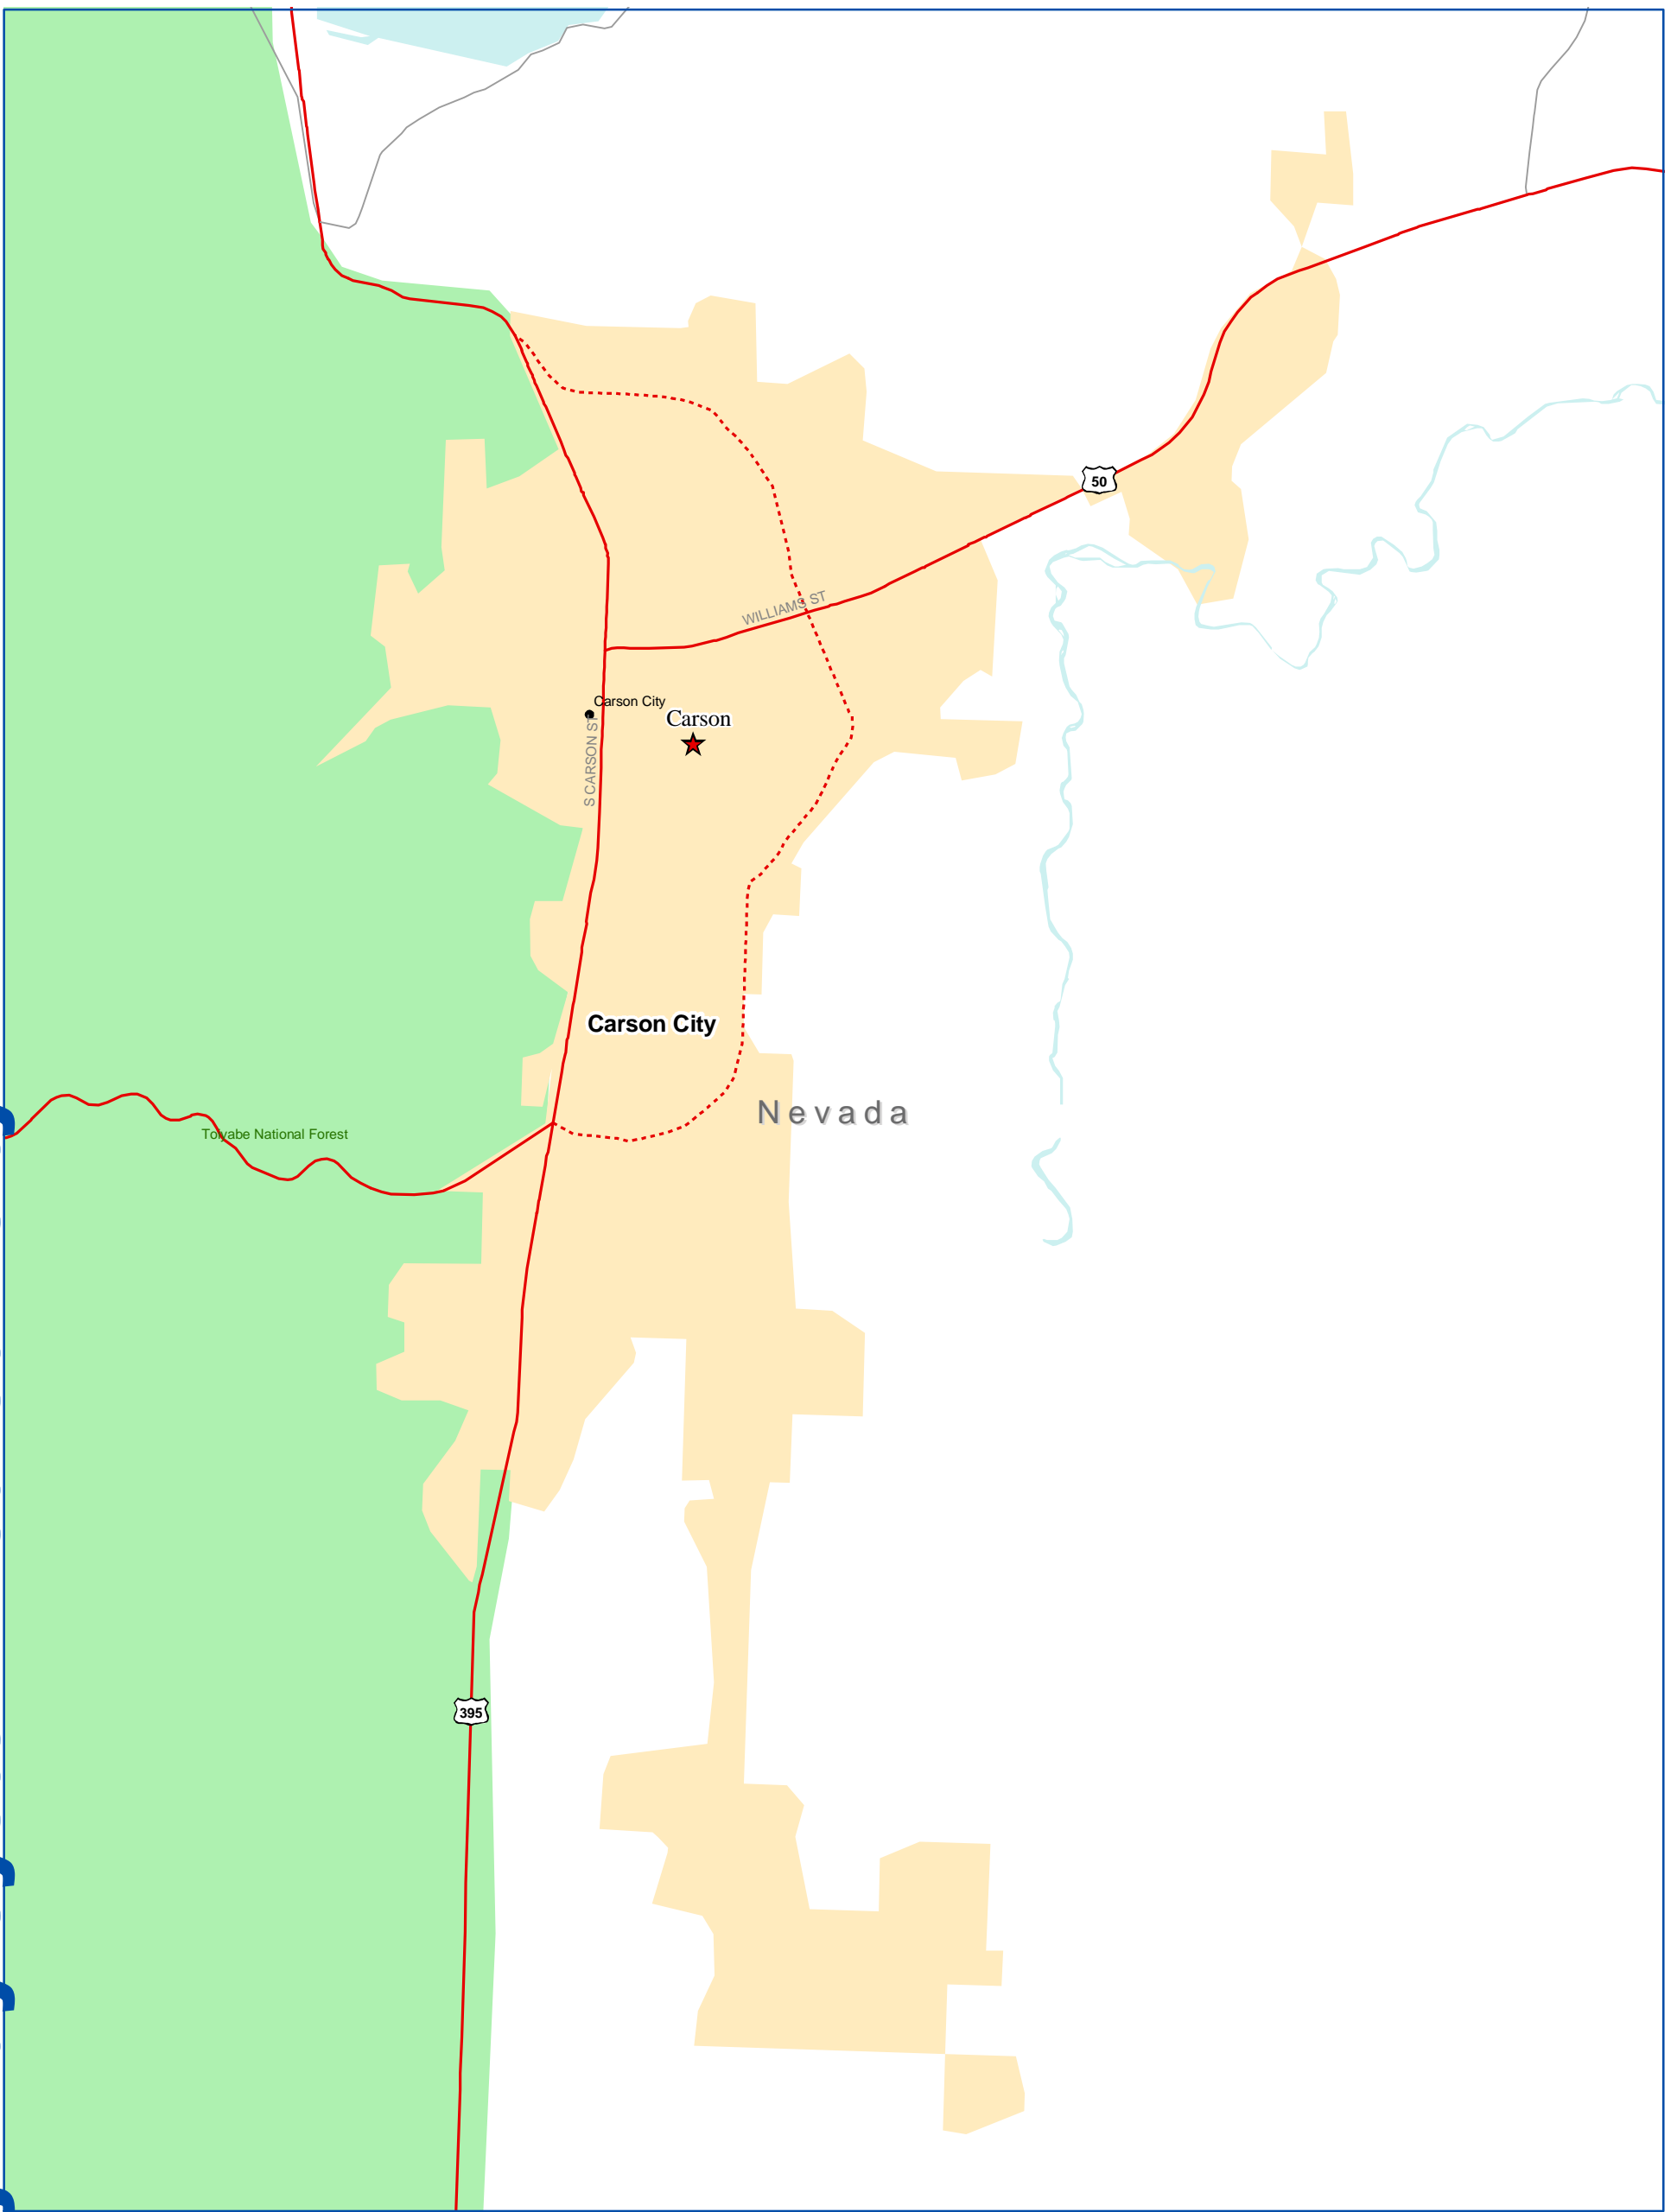 50
WILLIAMS ST
Carson City
Carson
S CARSON ST
Carson City
Nevada
Toiyabe National Forest
395